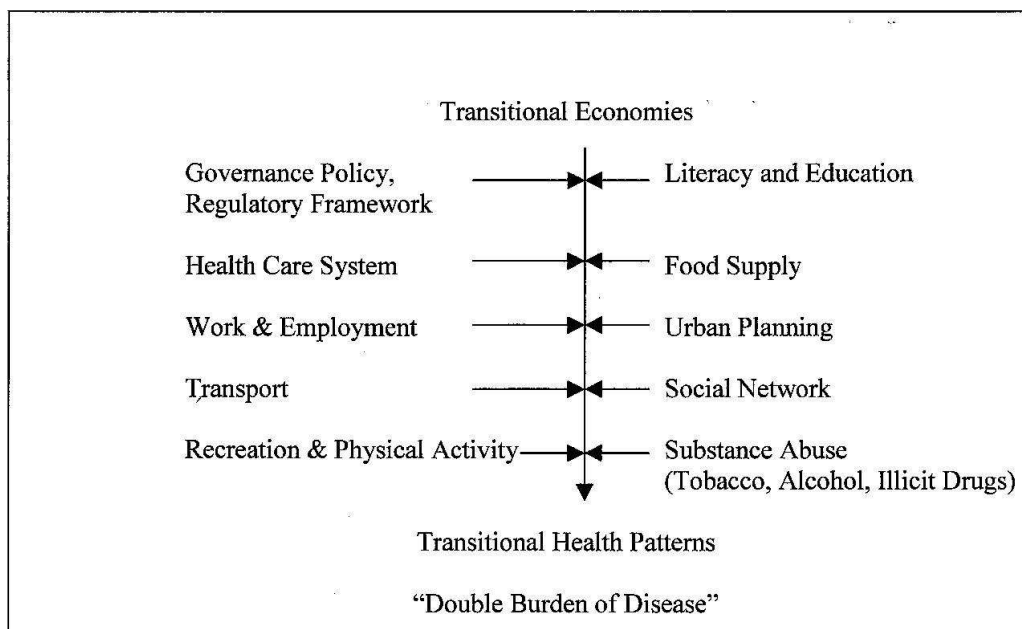 Transitional Economies
Governance Policy,
Regulatory Framework
Literacy and Education
Health Care System
Food Supply
Work & Employment
Urban Planning
Transport
Social Network
Recreation & Physical Activity
Substance Abuse
(Tobacco, Alcohol, Illicit Drugs)
Transitional Health Patterns
“Double Burden of Disease”